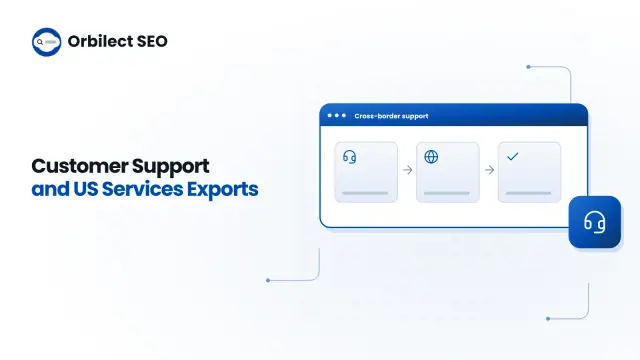 Orbilect SEO
Customer Support
and US Services Exports
Cross-border support